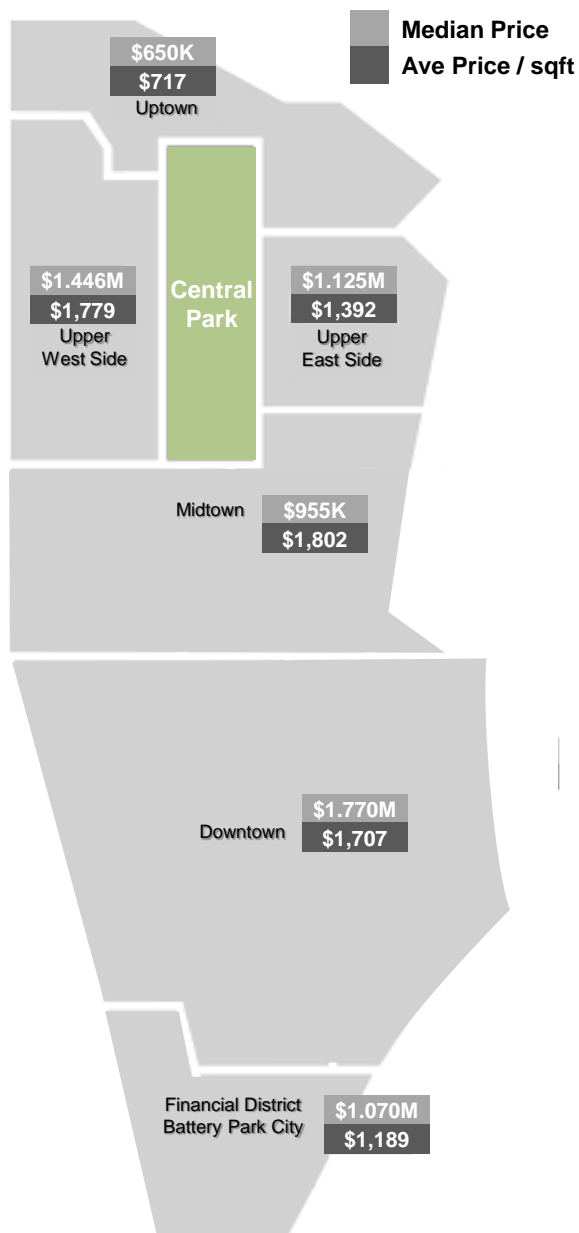 Median Price
Ave Price / sqft
$650K
$717
Uptown
$1.446M
$1,779
Upper
West Side
Central
Park
$1.125M
$1,392
Upper
East Side
Midtown
$955K
$1,802
Downtown
$1.770M
$1,707
Financial District
Battery Park City
$1.070M
$1,189